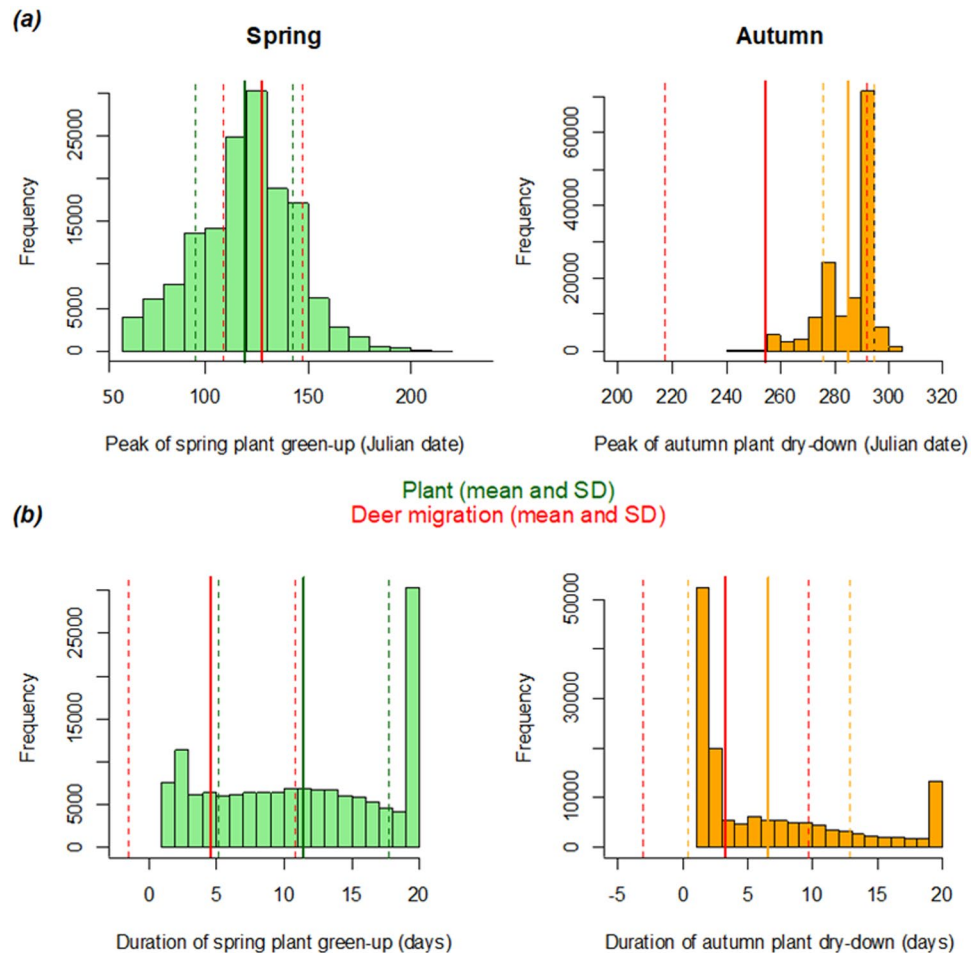 (a)
Spring
Autumn
Frequency
25000
15000
5000
0
50
100
150
200
Peak of spring plant green-up (Julian date)
Frequency
60000
40000
20000
0
200
220
240
260
280
300
320
Peak of autumn plant dry-down (Julian date)
Plant (mean and SD)
Deer migration (mean and SD)
(b)
Frequency
25000
15000
5000
0
0
5
10
15
20
Duration of spring plant green-up (days)
Frequency
50000
30000
10000
0
-5
0
5
10
15
20
Duration of autumn plant dry-down (days)